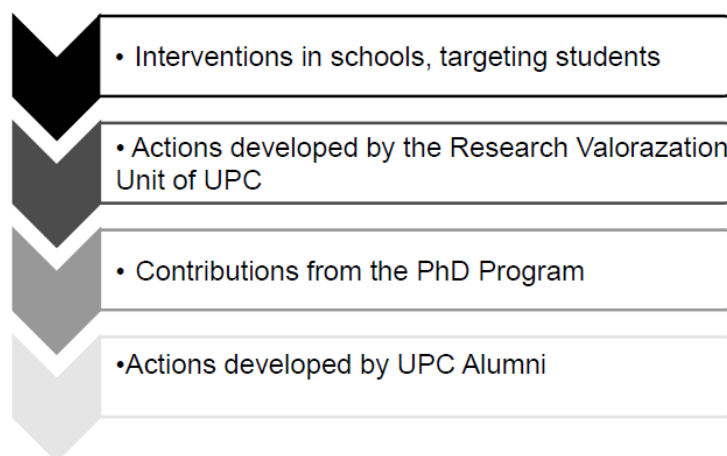 • Interventions in schools, targeting students
• Actions developed by the Research Valorazation
Unit of UPC
• Contributions from the PhD Program
•Actions developed by UPC Alumni